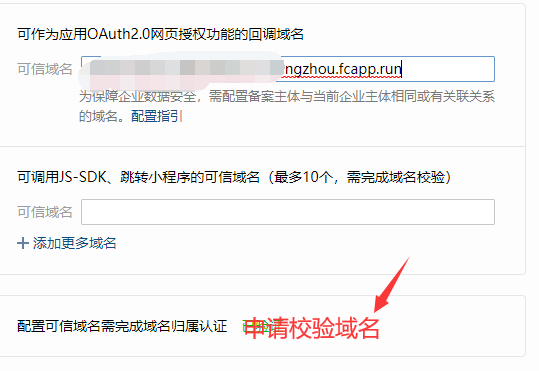 可作为应用OAuth2.0网页授权功能的回调域名
可信域名 ngzhou.fcapp.run
为保障企业数据安全，需配置备案主体与当前企业主体相同或有关联关系
的域名。配置指引
可调用JS-SDK、跳转小程序的可信域名（最多10个，需完成域名校验）
可信域名
添加更多域名
配置可信域名需完成域名归属认证 申请校验域名